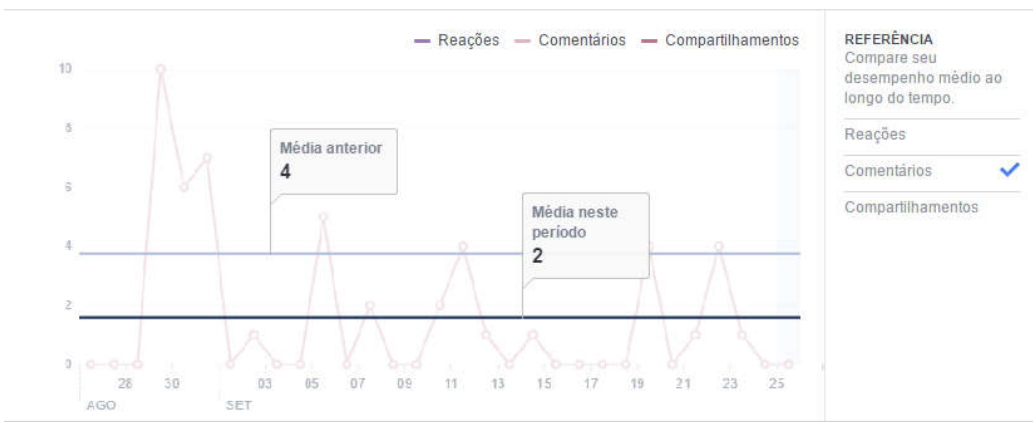 Reações Comentários Compartilhamentos
REFERÊNCIA
Compare seu
desempenho médio ao
longo do tempo.
Reações
Comentários
Compartilhamentos
10
8
6
4
2
0
Média anterior
4
Média neste
período
2
28 30 03 05 07 09 11 13 15 17 19 21 23 25
AGO SET